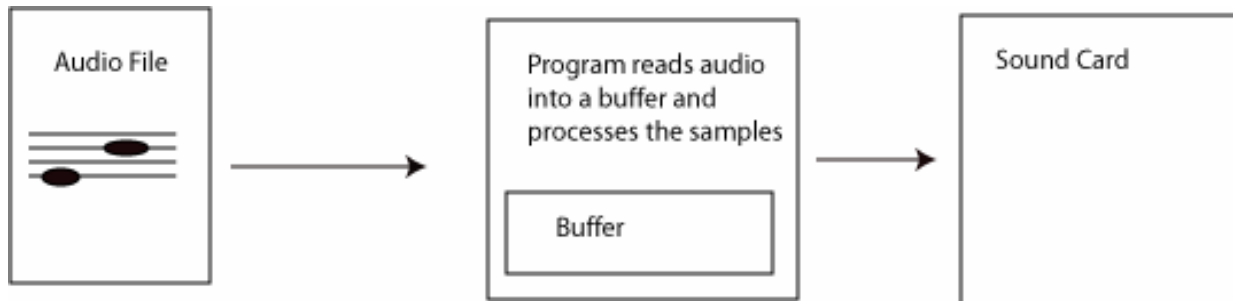 Audio File
Program reads audio
into a buffer and
processes the samples
Buffer
Sound Card